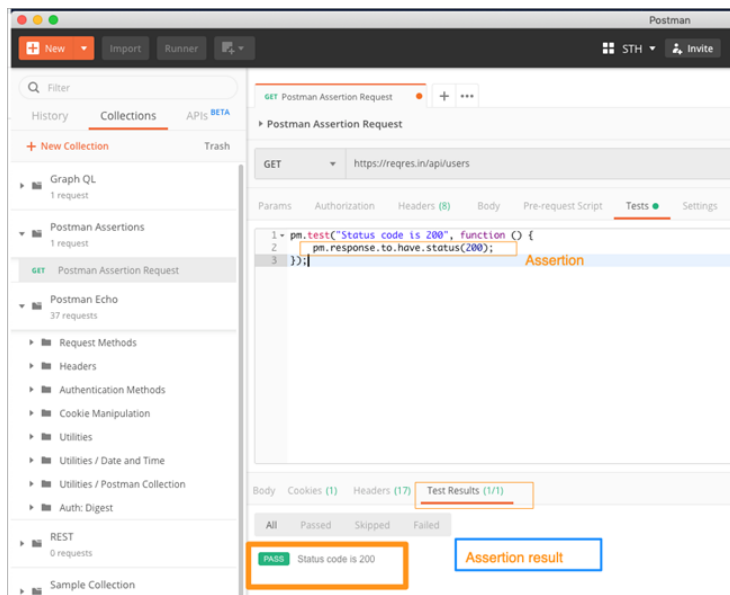 Postman
New
Import
Runner
STH
Invite
Filter
History
Collections
APIs BETA
+ New Collection
Trash
Graph QL
1 request
Postman Assertions
1 request
GET Postman Assertion Request
Postman Echo
37 requests
Request Methods
Headers
Authentication Methods
Cookie Manipulation
Utilities
Utilities / Date and Time
Utilities / Postman Collection
Auth: Digest
REST
0 requests
Sample Collection
GET Postman Assertion Request
Postman Assertion Request
GET
https://reqres.in/api/users
Params Authorization Headers (8) Body Pre-request Script Tests Settings
1 pm.test("Status code is 200", function () {
2 pm.response.to.have.status(200);
3 });
Assertion
Body Cookies (1) Headers (17) Test Results (1/1)
All Passed Skipped Failed
PASS Status code is 200
Assertion result